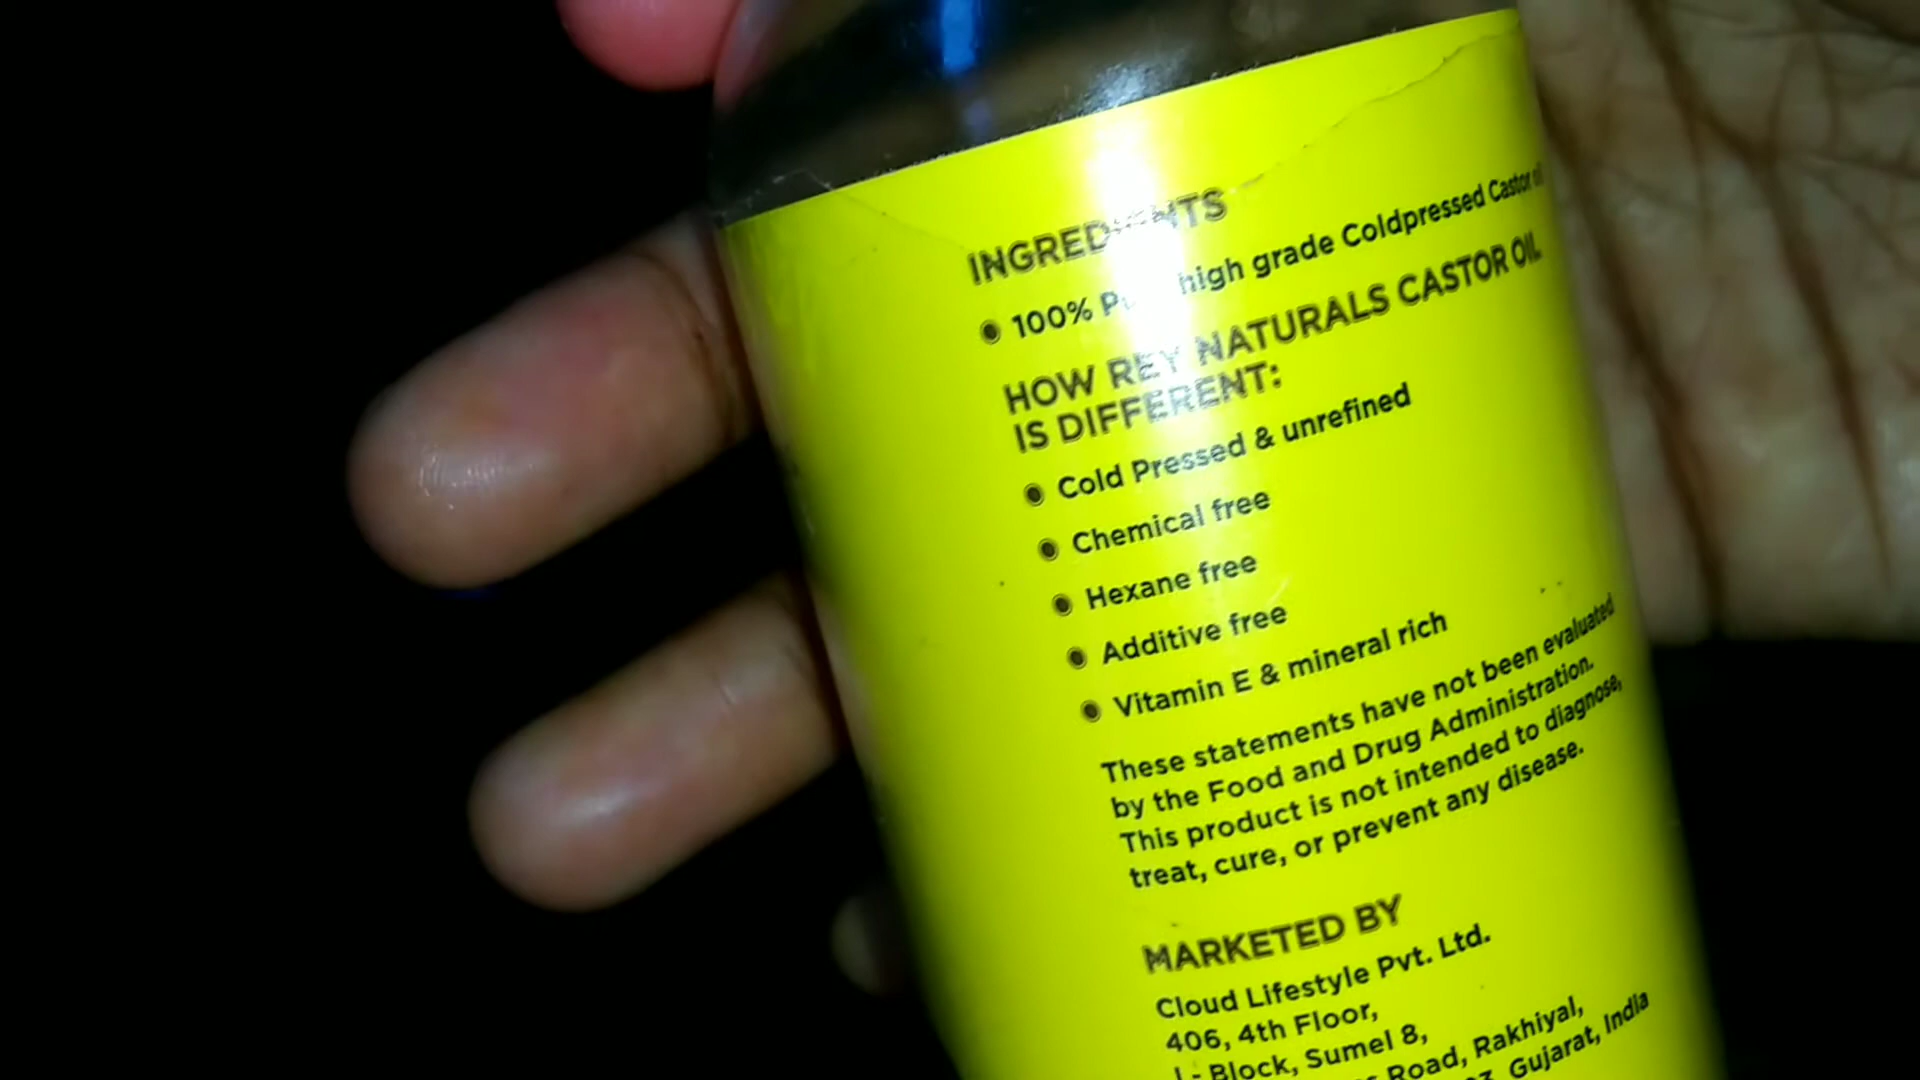 INGREDIENTS
• 100% high grade Coldpressed Castor oil
HOW REY NATURALS CASTOR OIL
IS DIFFERENT:
• Cold Pressed & unrefined
• Chemical free
• Hexane free
• Additive free
• Vitamin E & mineral rich
These statements have not been evaluated
by the Food and Drug Administration.
This product is not intended to diagnose,
treat, cure, or prevent any disease.
MARKETED BY
Cloud Lifestyle Pvt. Ltd.
406, 4th Floor,
Block, Sumel 8,
Road, Rakhiyal,
Gujarat, India